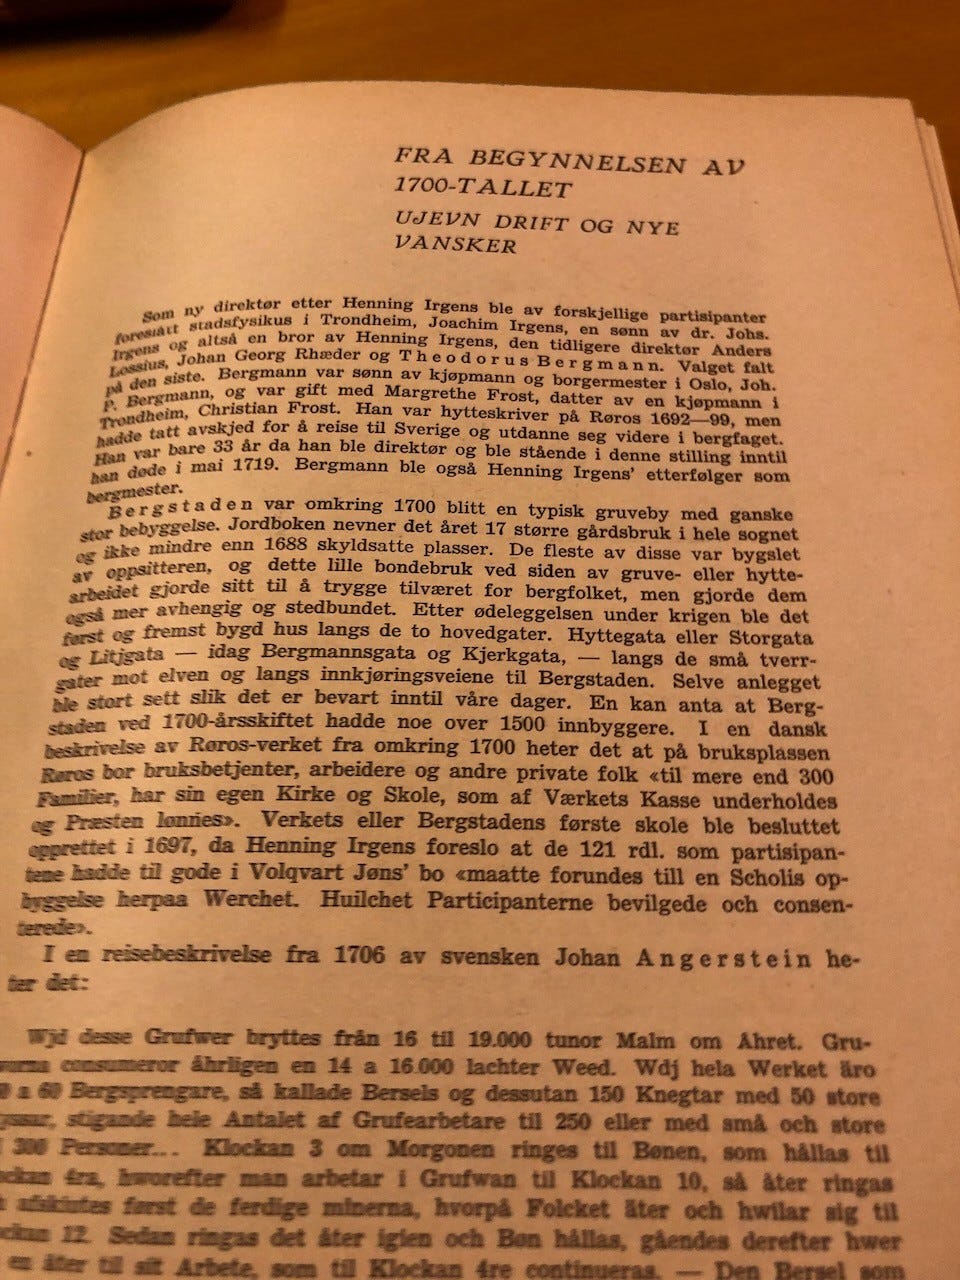 FRA BEGYNNELSEN AV
1700-TALLET
UJEVN DRIFT OG NYE
VANSKER
Som ny direktør etter Henning Irgens ble av forskjellige partisipanter
foreslått stadsfysikus i Trondheim, Joachim Irgens, en sønn av dr. Johs.
Irgens og altså en bror av Henning Irgens, den tidligere direktør Anders
Lossius, Johan Georg Rhæder og Theodorus Bergmann. Valget falt
på den siste. Bergmann var sønn av kjøpmann og borgermester i Oslo, Joh.
P. Bergmann, og var gift med Margrethe Frost, datter av en kjøpmann i
Trondheim, Christian Frost. Han var hytteskriver på Røros 1692—99, men
hadde tatt avskjed for å reise til Sverige og utdanne seg videre i bergfaget.
Han var bare 33 år da han ble direktør og ble stående i denne stilling inntil
han døde i mai 1719. Bergmann ble også Henning Irgens' etterfølger som
bergmester.
Bergstaden var omkring 1700 blitt en typisk gruveby med ganske
stor bebyggelse. Jordboken nevner det året 17 større gårdsbruk i hele sognet
og ikke mindre enn 1688 skyldsatte plasser. De fleste av disse var bygslet
av oppsitteren, og dette lille bondebruk ved siden av gruve- eller hytte-
arbeidet gjorde sitt til å trygge tilværet for bergfolket, men gjorde dem
også mer avhengig og stedbundet. Etter ødeleggelsen under krigen ble det
først og fremst bygd hus langs de to hovedgater. Hyttegata eller Storgata
og Litjgata — idag Bergmannsgata og Kjerkgata, — langs de små tverr-
gater mot elven og langs innkjøringsveiene til Bergstaden. Selve anlegget
ble stort sett slik det er bevart inntil våre dager. En kan anta at Berg-
staden ved 1700-årsskiftet hadde noe over 1500 innbyggere. I en dansk
beskrivelse av Røros-verket fra omkring 1700 heter det at på bruksplassen
Røros bor bruksbetjenter, arbeidere og andre private folk «til mere end 300
Familier, har sin egen Kirke og Skole, som af Værkets Kasse underholdes
og Præsten lønnes». Verkets eller Bergstadens første skole ble besluttet
opprettet i 1697, da Henning Irgens foreslo at de 121 rdl. som partisipan-
tene hadde til gode i Volqvart Jøns' bo «maatte forundes till en Scholis op-
byggelse herpaa Werchet. Huilchet Participanterne bevilgede och consen-
terede».
I en reisebeskrivelse fra 1706 av svensken Johan Angerstein he-
ter det:
Wjd desse Grufwer bryttes från 16 til 19.000 tunor Malm om Åhret. Gru-
consumeror åhrligen en 14 a 16.000 lachter Weed. Wdj hela Werket äro
a 60 Bergsprengare, så kallade Bersels og dessutan 150 Knegtar med 50 store
stigande hele Antalet af Grufearbetare til 250 eller med små och store
300 Personer... Klockan 3 om Morgonen ringes til Bønen, som hållas til
4ra, hworefter man arbetar i Grufwan til Klockan 10, så åter ringas
afskiutes først de ferdige minerna, hvorpå Folcket äter och hwilar sig til
12. Sedan ringas det åter igien och Bøn hållas, gåendes derefter hwer
en åter til sit Arbete, som til Klockan 4re continueras. — Den Bersel som